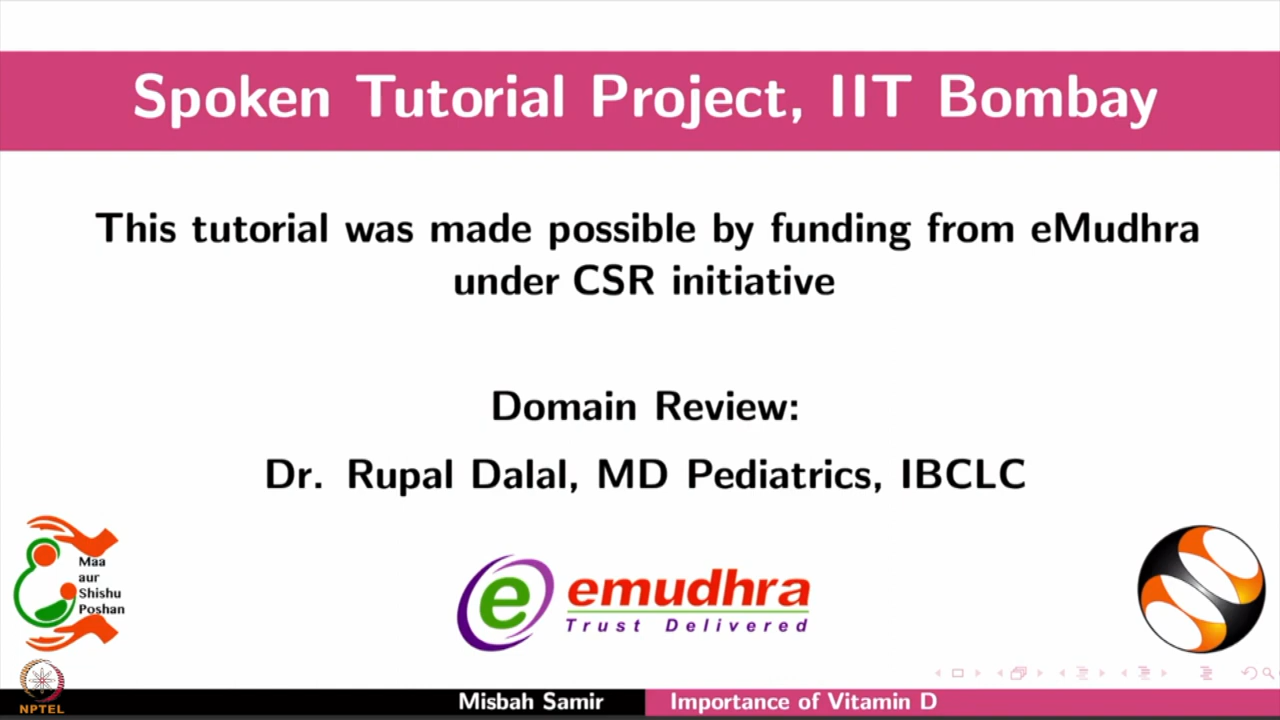 Spoken Tutorial Project, IIT Bombay
This tutorial was made possible by funding from eMudhra
under CSR initiative
Domain Review:
Dr. Rupal Dalal, MD Pediatrics, IBCLC
Maa
aur
Shishu
Poshan
e emudhra
Trust Delivered
NPTEL
Misbah Samir
Importance of Vitamin D